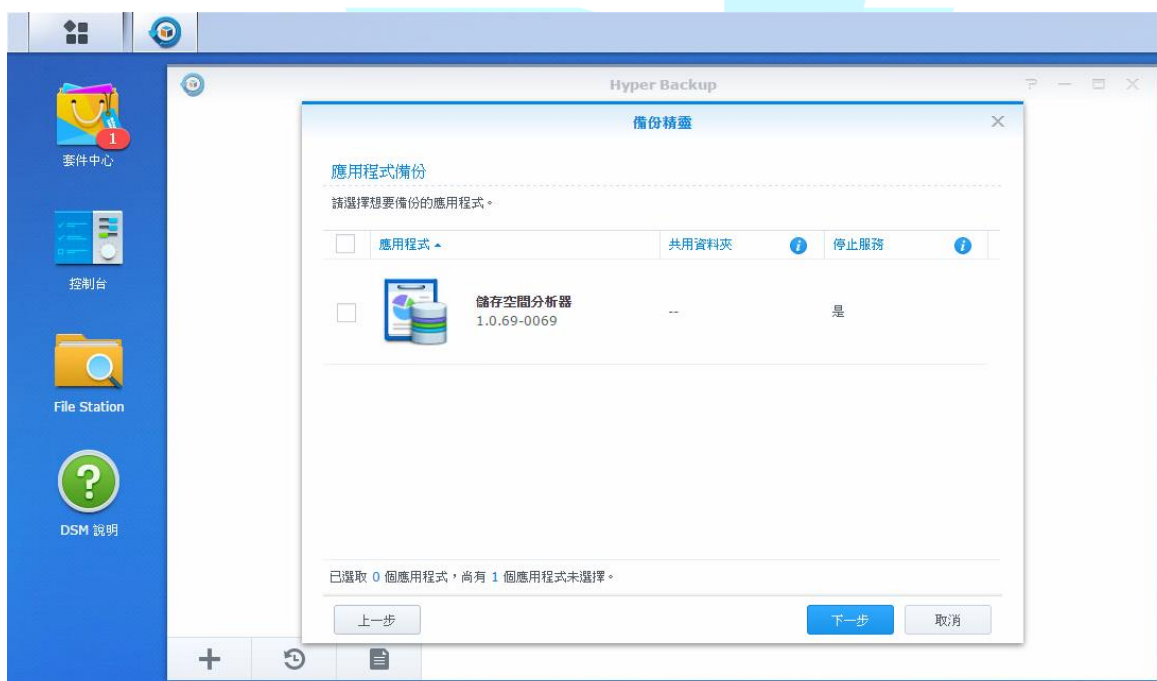 Hyper Backup
備份精靈
1
套件中心
控制台
File Station
DSM 說明
應用程式備份
請選擇想要備份的應用程式。
應用程式 共用資料夾 停止服務
儲存空間分析器
1.0.69-0069
--
是
已選取 0 個應用程式，尚有 1 個應用程式未選擇。
上一步 下一步 取消